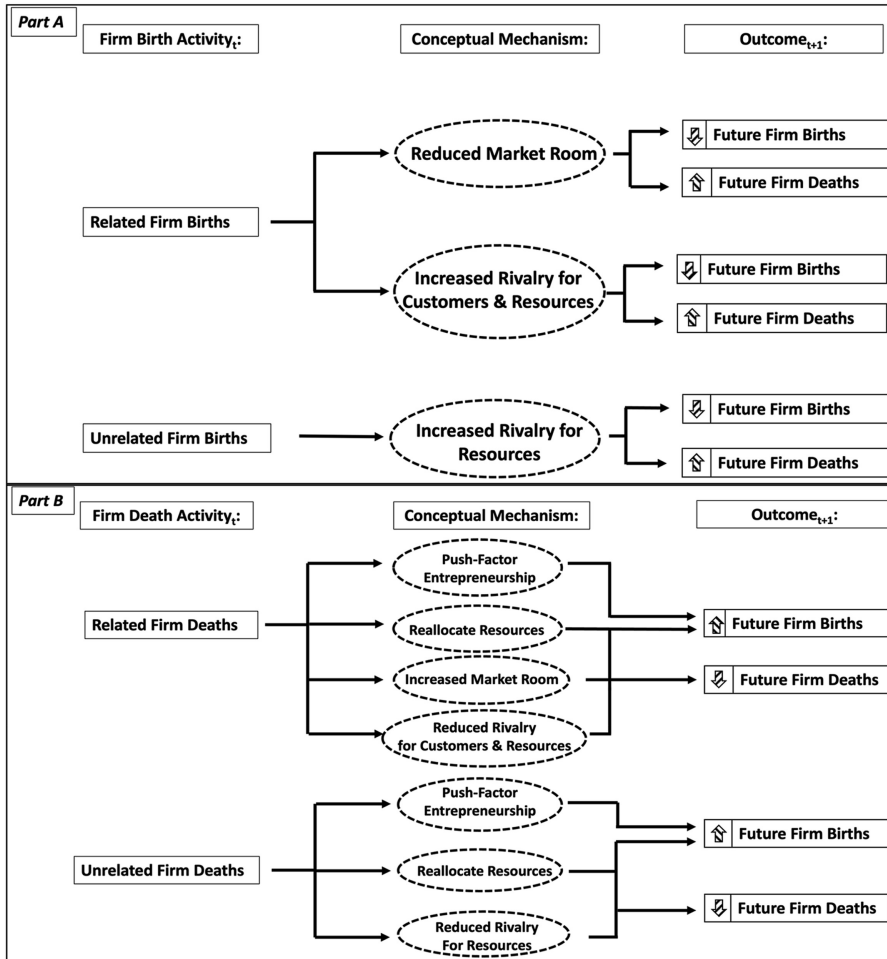 Part A
Firm Birth Activityt:
Conceptual Mechanism:
Outcomet+1:
Related Firm Births
Reduced Market Room
Future Firm Births
Future Firm Deaths
Increased Rivalry for
Customers & Resources
Future Firm Births
Future Firm Deaths
Unrelated Firm Births
Increased Rivalry for
Resources
Future Firm Births
Future Firm Deaths
Part B
Firm Death Activityt:
Conceptual Mechanism:
Outcomet+1:
Related Firm Deaths
Push-Factor
Entrepreneurship
Reallocate Resources
Increased Market Room
Reduced Rivalry
for Customers & Resources
Future Firm Births
Future Firm Deaths
Unrelated Firm Deaths
Push-Factor
Entrepreneurship
Reallocate Resources
Reduced Rivalry
For Resources
Future Firm Births
Future Firm Deaths